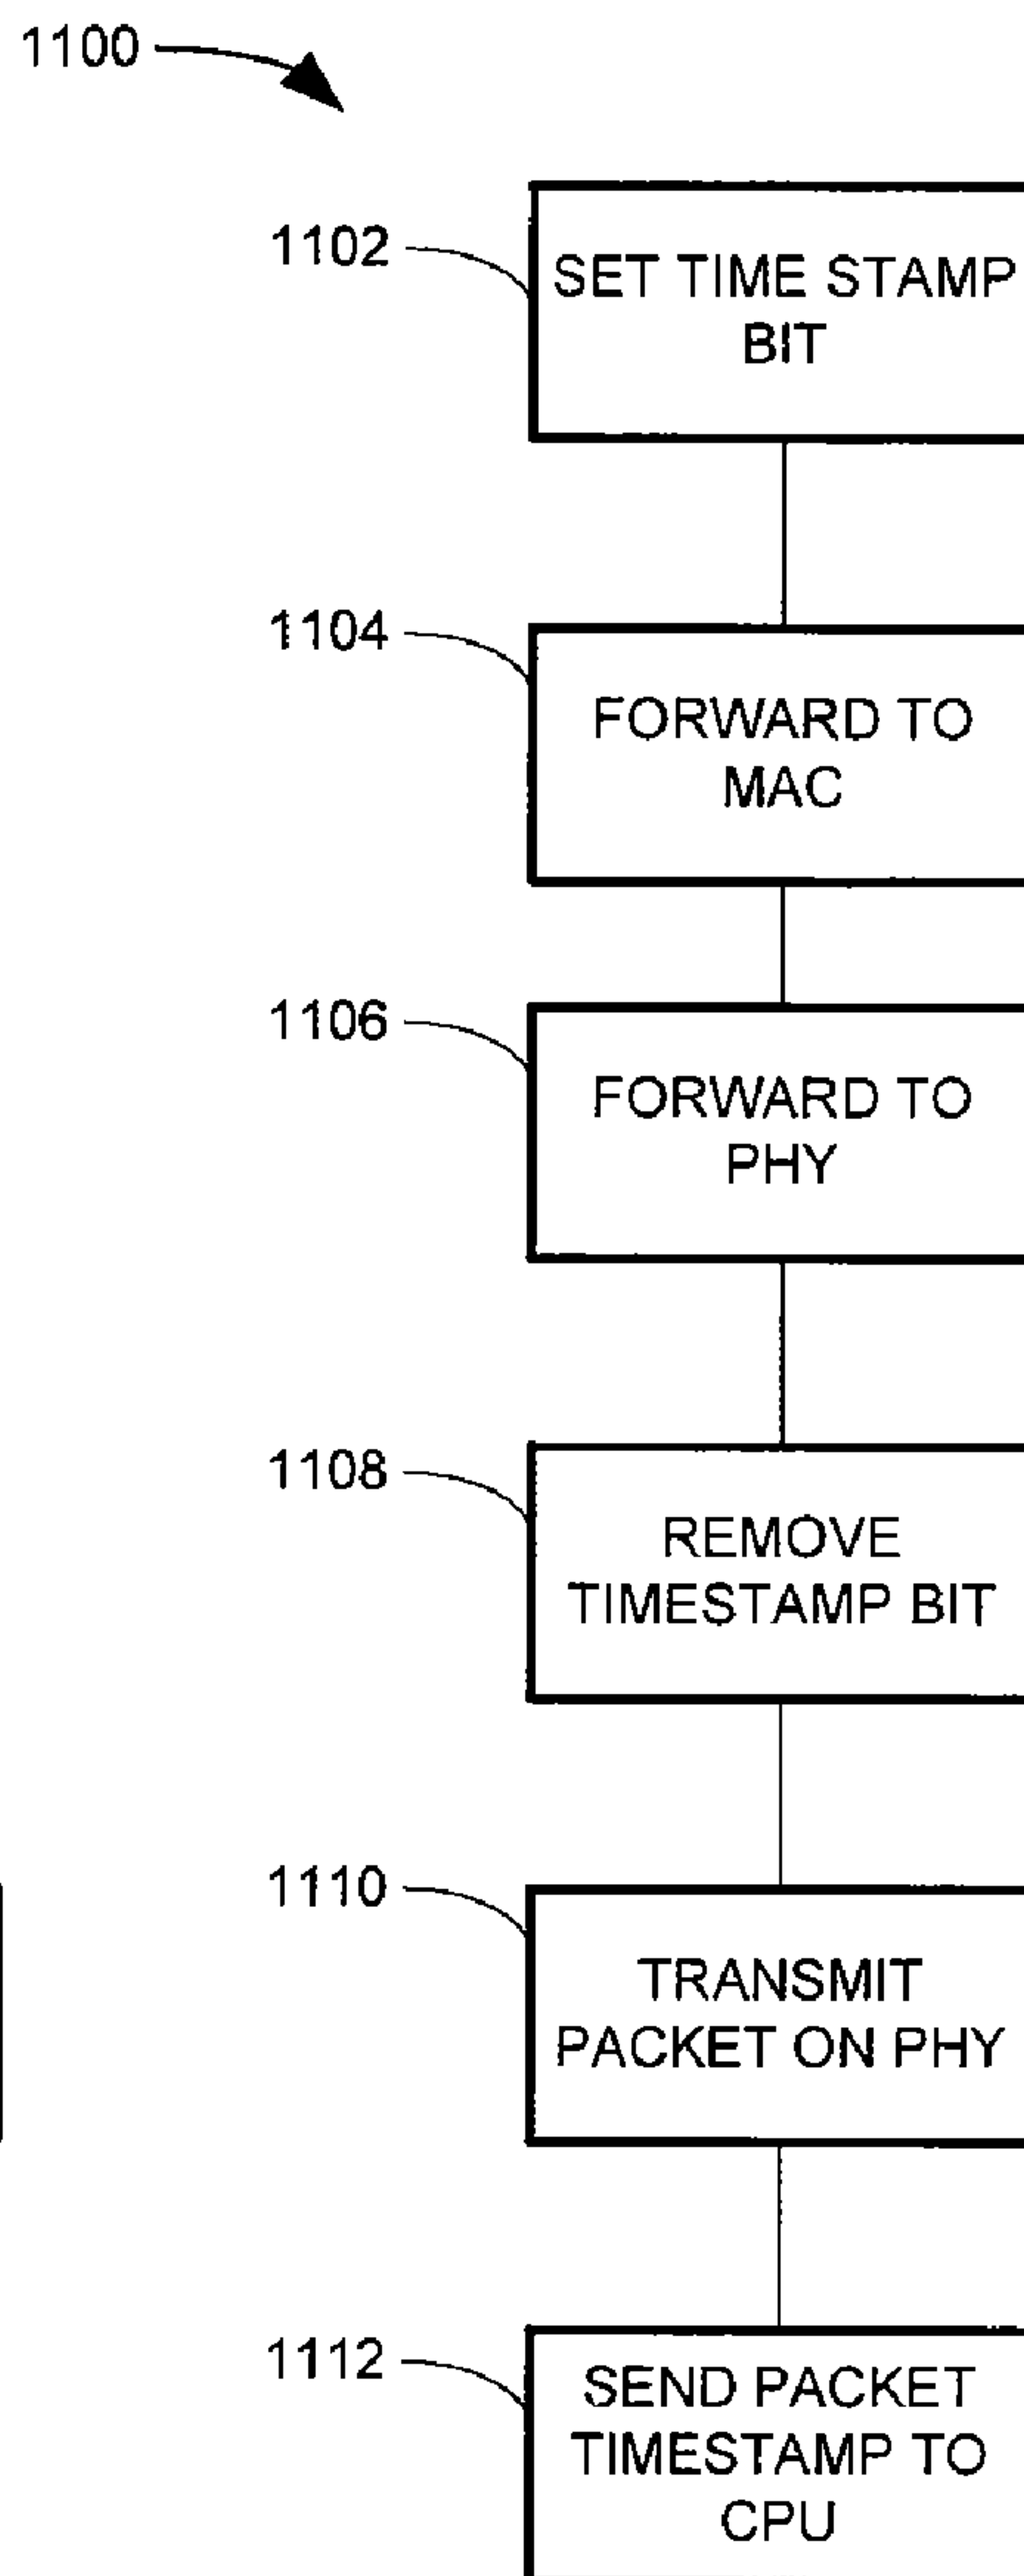 1100
1102
SET TIME STAMP
BIT
1104
FORWARD TO
MAC
1106
FORWARD TO
PHY
1108
REMOVE
TIMESTAMP BIT
1110
TRANSMIT
PACKET ON PHY
1112
SEND PACKET
TIMESTAMP TO
CPU